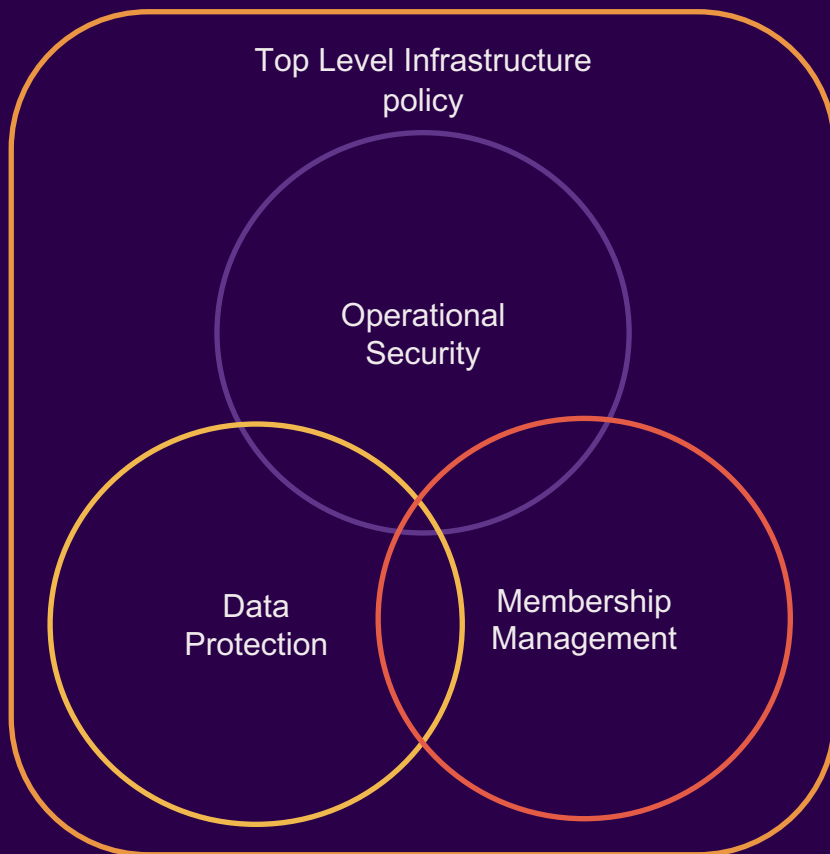 Top Level Infrastructure
policy
Operational
Security
Data
Protection
Membership
Management